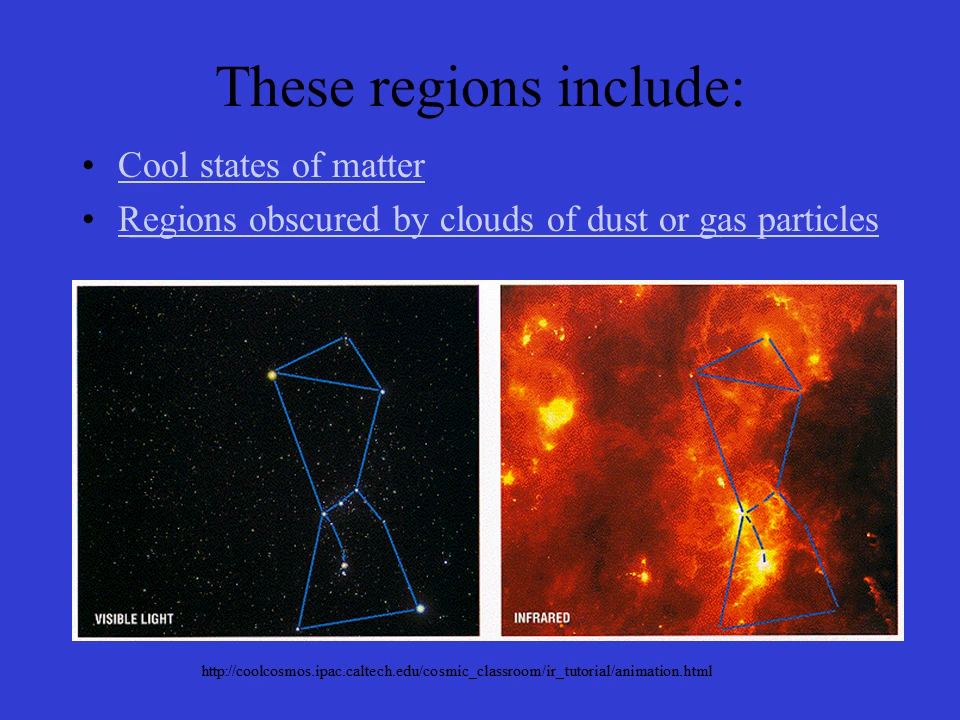 These regions include:
• Cool states of matter
• Regions obscured by clouds of dust or gas particles
VISIBLE LIGHT
INFRARED
http://coolcosmos.ipac.caltech.edu/cosmic_classroom/ir_tutorial/animation.html